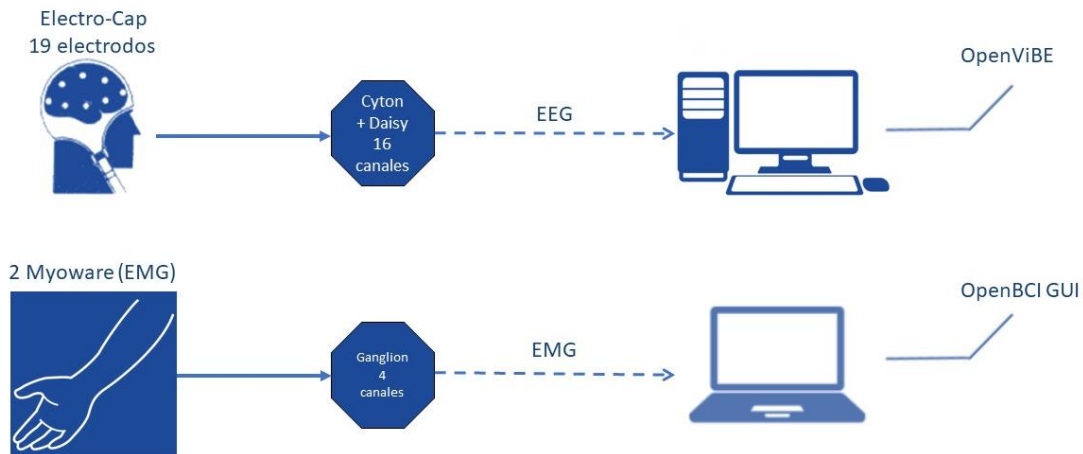 Electro-Cap
19 electrodos
Cyton
+ Daisy
16
canales
EEG
OpenViBE
2 Myoware (EMG)
Ganglion
4
canales
EMG
OpenBCI GUI